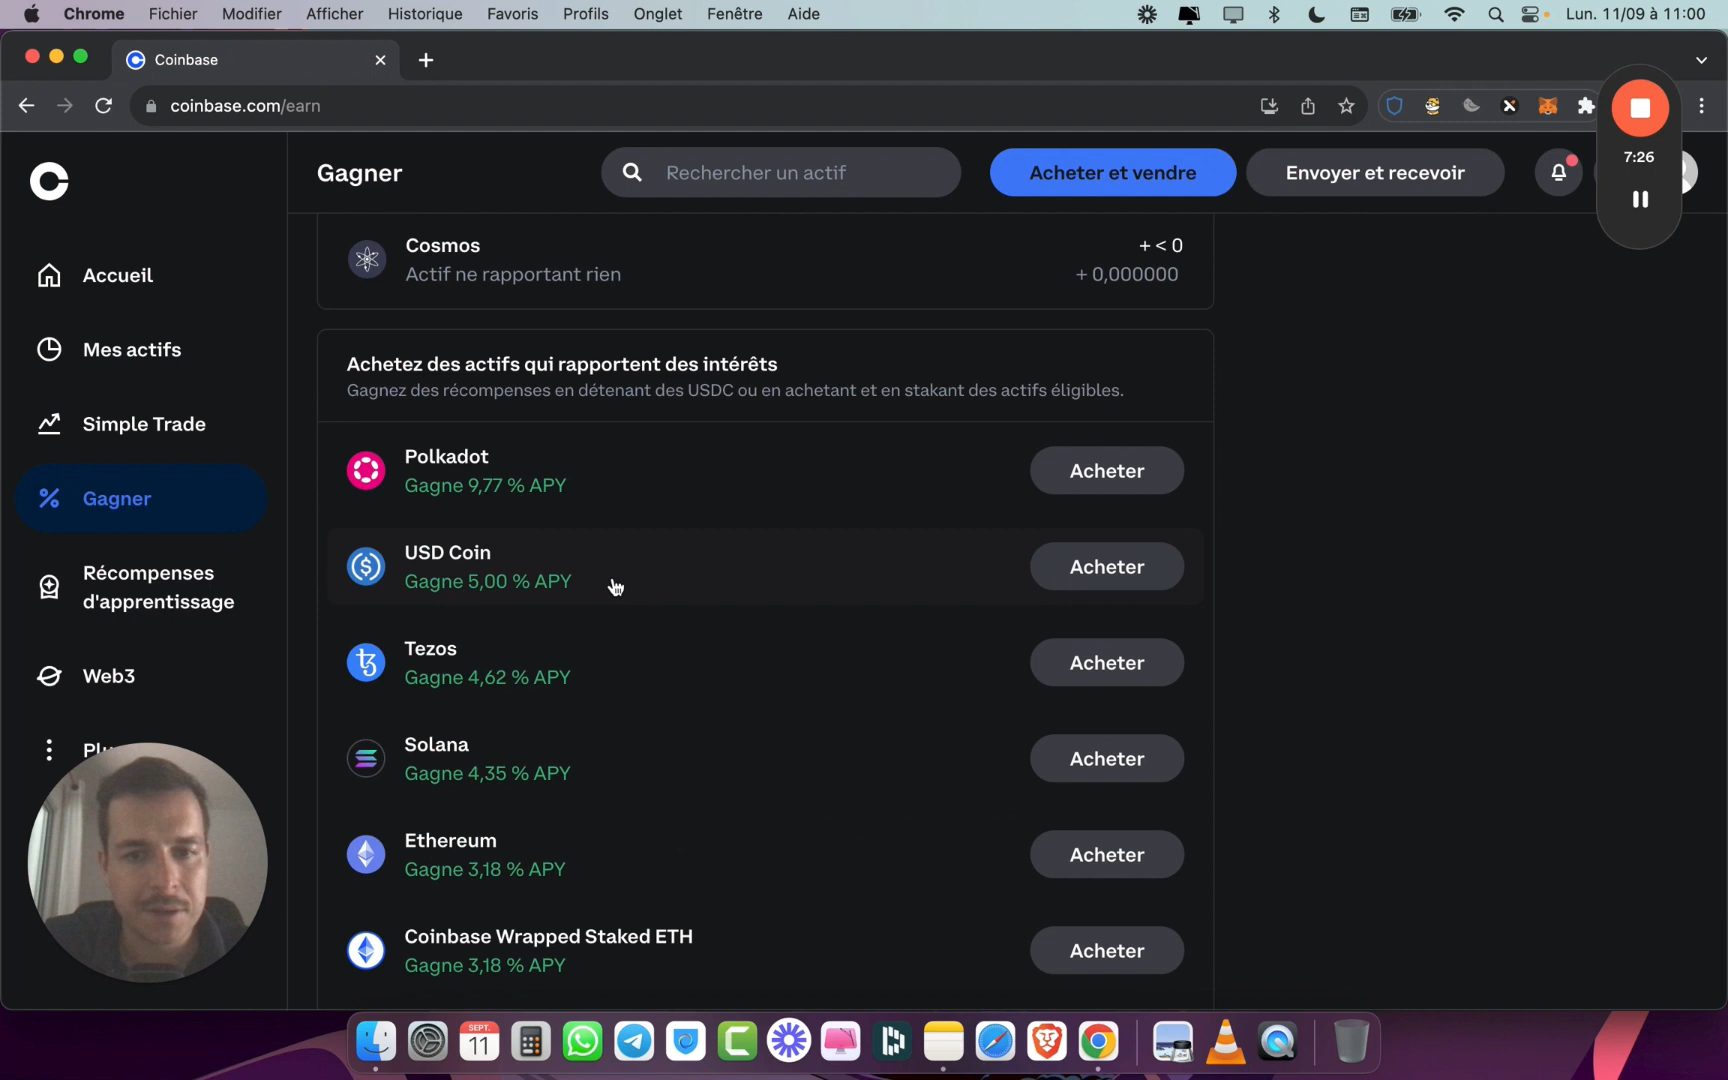 Chrome Fichier Modifier Afficher Historique Favoris Profils Onglet Fenêtre Aide Lun. 11/09 à 11:00
Coinbase
coinbase.com/earn
7:26
Gagner
Rechercher un actif
Acheter et vendre
Envoyer et recevoir
Accueil
Mes actifs
Simple Trade
Gagner
Récompenses
d'apprentissage
Web3
Cosmos
+ < 0
Actif ne rapportant rien
+ 0,000000
Achetez des actifs qui rapportent des intérêts
Gagnez des récompenses en détenant des USDC ou en achetant et en stakant des actifs éligibles.
Polkadot
Gagne 9,77 % APY
Acheter
USD Coin
Gagne 5,00 % APY
Acheter
Tezos
Gagne 4,62 % APY
Acheter
Solana
Gagne 4,35 % APY
Acheter
Ethereum
Gagne 3,18 % APY
Acheter
Coinbase Wrapped Staked ETH
Gagne 3,18 % APY
Acheter
SEPT.
11